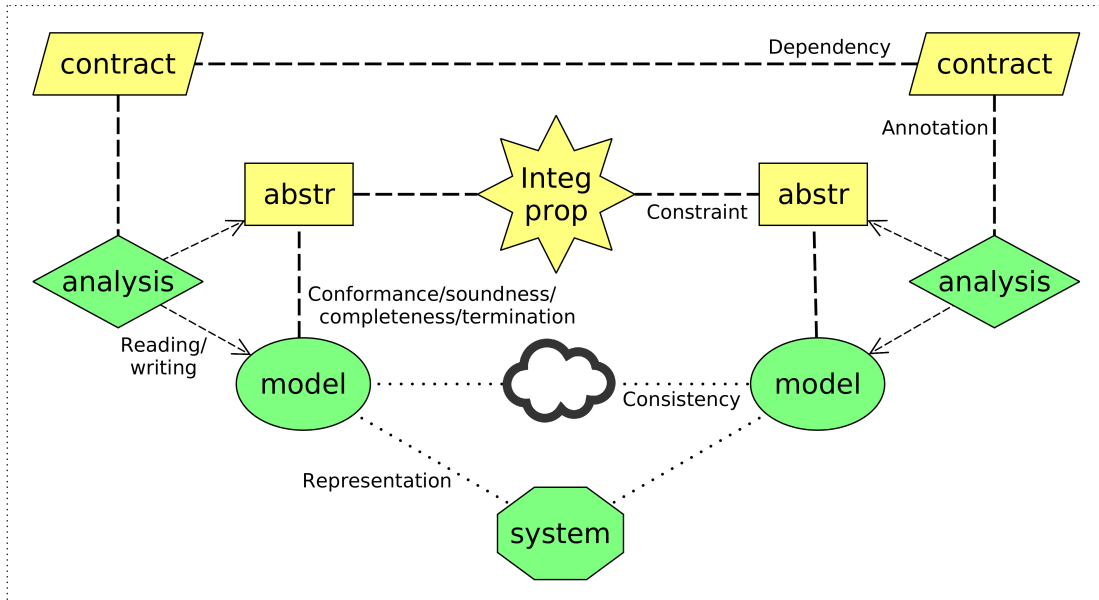 Dependency
contract
contract
Annotation
Integ
prop
abstr
abstr
Constraint
analysis
analysis
Conformance/soundness/
completeness/termination
Reading/
writing
model
model
Consistency
Representation
system